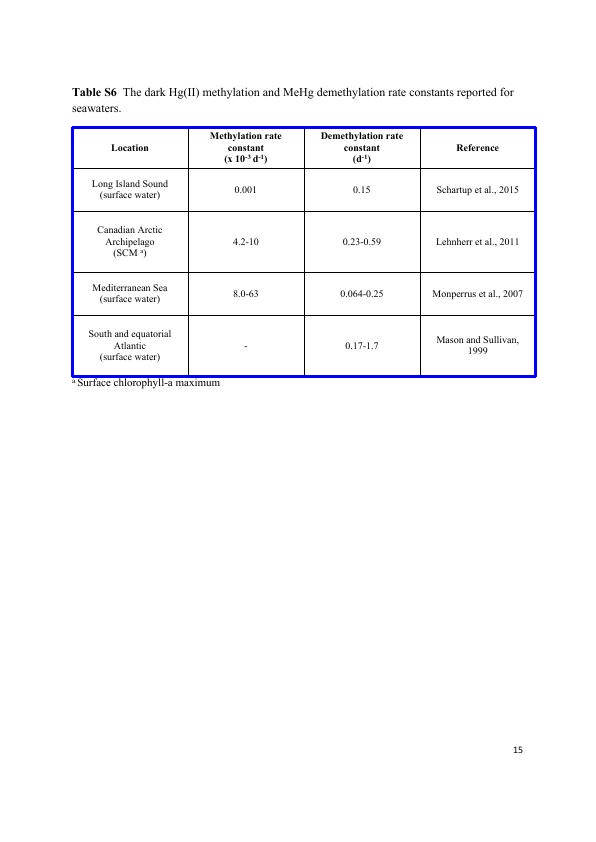 Table S6 The dark Hg(II) methylation and MeHg demethylation rate constants reported for
seawaters.
Location
Methylation rate
constant
(x 10⁻³ d⁻¹)
Demethylation rate
constant
(d⁻¹)
Reference
Long Island Sound
(surface water)
0.001
0.15
Schartup et al., 2015
Canadian Arctic
Archipelago
(SCM ᵃ)
4.2-10
0.23-0.59
Lehnherr et al., 2011
Mediterranean Sea
(surface water)
8.0-63
0.064-0.25
Monperrus et al., 2007
South and equatorial
Atlantic
(surface water)
-
0.17-1.7
Mason and Sullivan,
1999
ᵃ Surface chlorophyll-a maximum
15